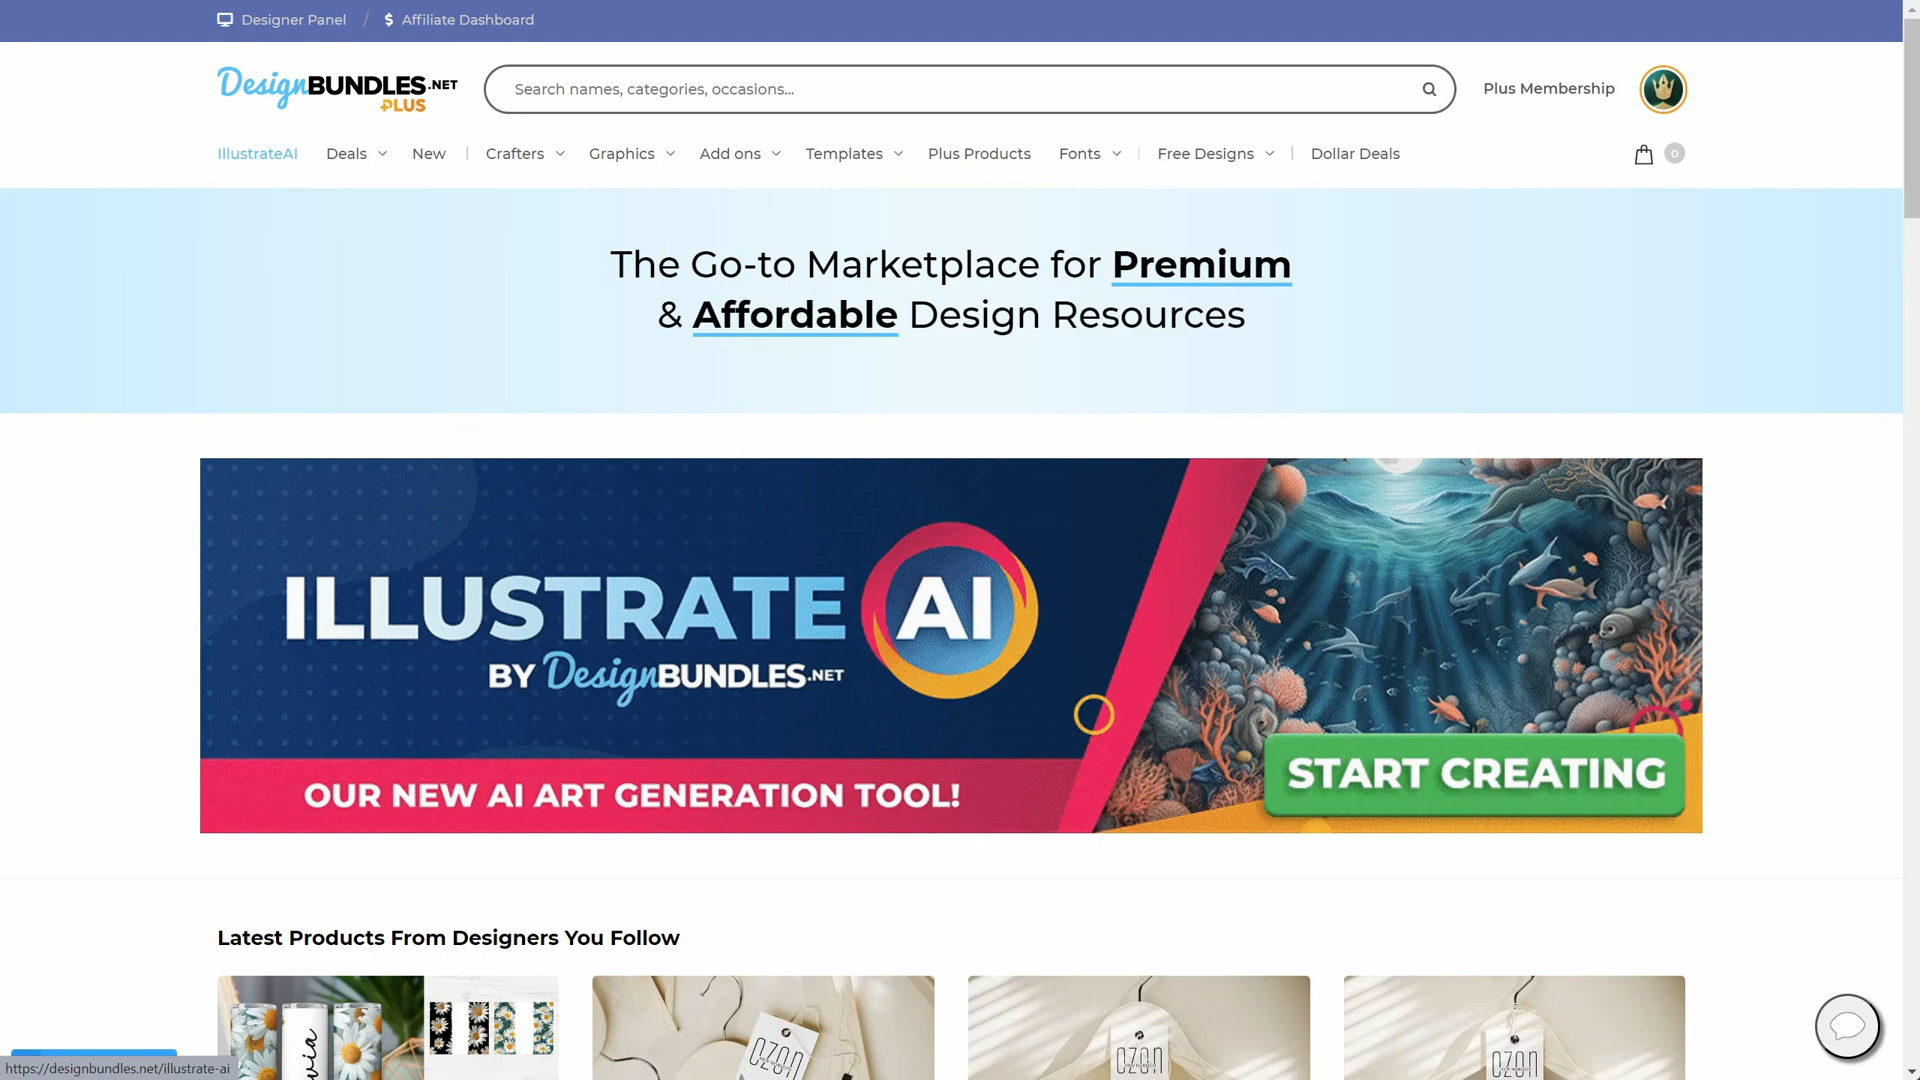 Designer Panel / $ Affiliate Dashboard
DesignBUNDLES.NET
PLUS
Search names, categories, occasions...
Plus Membership
IllustrateAI Deals New | Crafters Graphics Add ons Templates Plus Products Fonts | Free Designs | Dollar Deals 0
The Go-to Marketplace for Premium
& Affordable Design Resources
ILLUSTRATE AI
BY DesignBUNDLES.NET
OUR NEW AI ART GENERATION TOOL!
START CREATING
Latest Products From Designers You Follow
https://designbundles.net/illustrate-ai